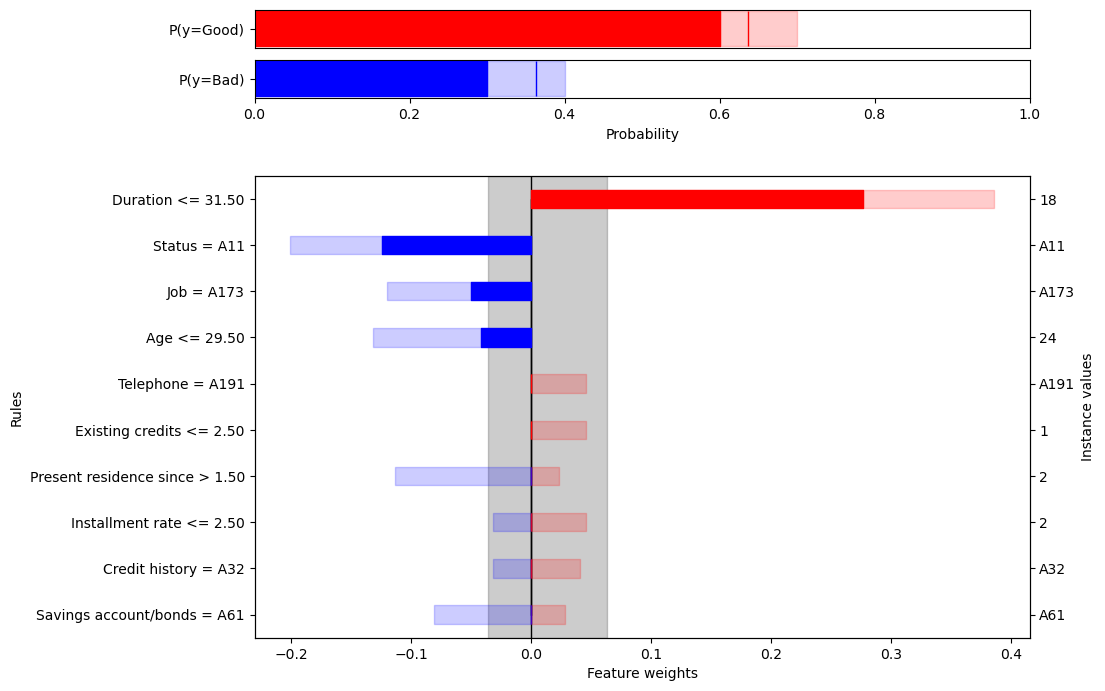 P(y=Good)
P(y=Bad)
0.0 0.2 0.4 0.6 0.8 1.0
Probability
Duration <= 31.50 18
Status = A11 A11
Job = A173 A173
Age <= 29.50 24
Telephone = A191 A191
Existing credits <= 2.50 1
Present residence since > 1.50 2
Installment rate <= 2.50 2
Credit history = A32 A32
Savings account/bonds = A61 A61
Rules
Instance values
−0.2 −0.1 0.0 0.1 0.2 0.3 0.4
Feature weights